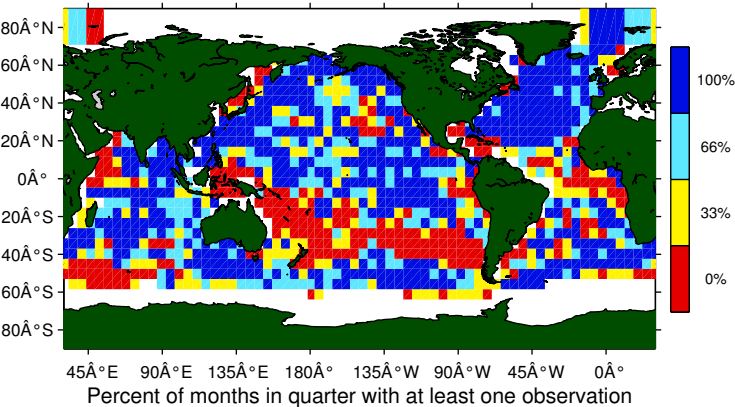 80Â°N
60Â°N
40Â°N
20Â°N
0Â°
20Â°S
40Â°S
60Â°S
80Â°S
45Â°E 90Â°E 135Â°E 180Â° 135Â°W 90Â°W 45Â°W 0Â°
100%
66%
33%
0%
Percent of months in quarter with at least one observation